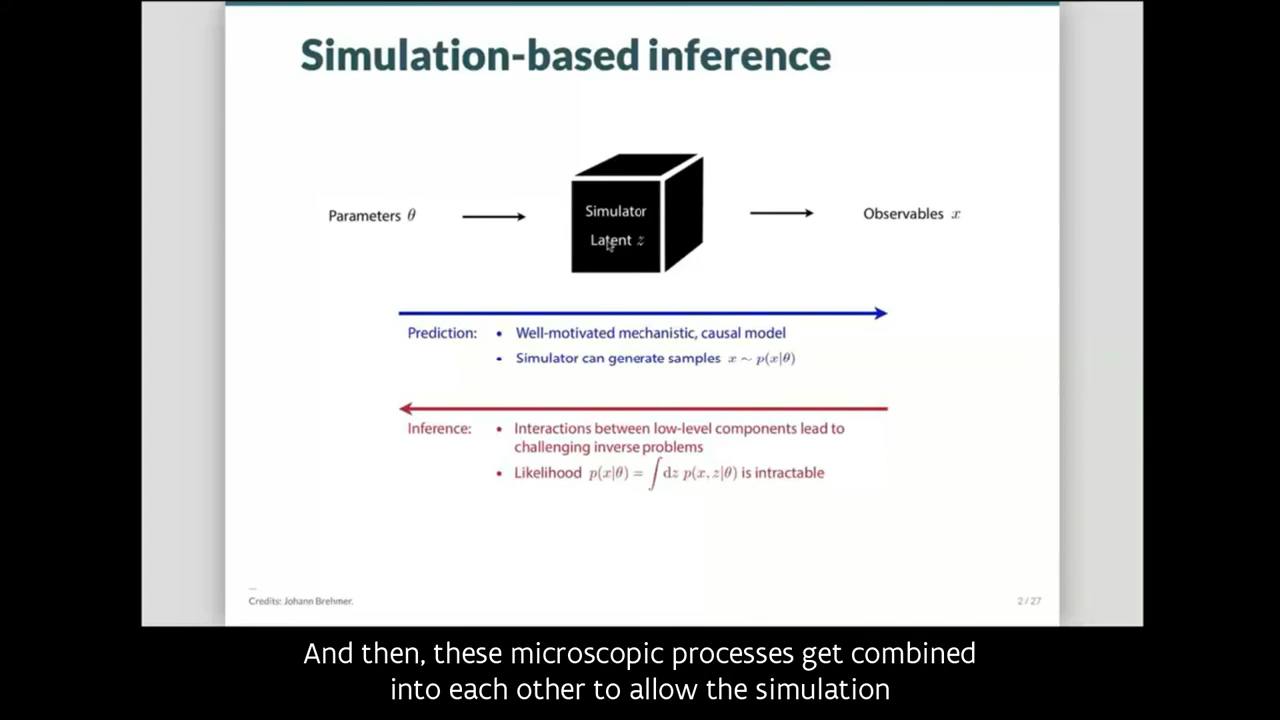 Simulation-based inference
Parameters θ
Simulator
Latent z
Observables x
Prediction:
• Well-motivated mechanistic, causal model
• Simulator can generate samples x ~ p(x|θ)
Inference:
• Interactions between low-level components lead to
challenging inverse problems
• Likelihood p(x|θ) = ∫dz p(x, z|θ) is intractable
Credits: Johann Brehmer.
2 / 27
And then, these microscopic processes get combined
into each other to allow the simulation